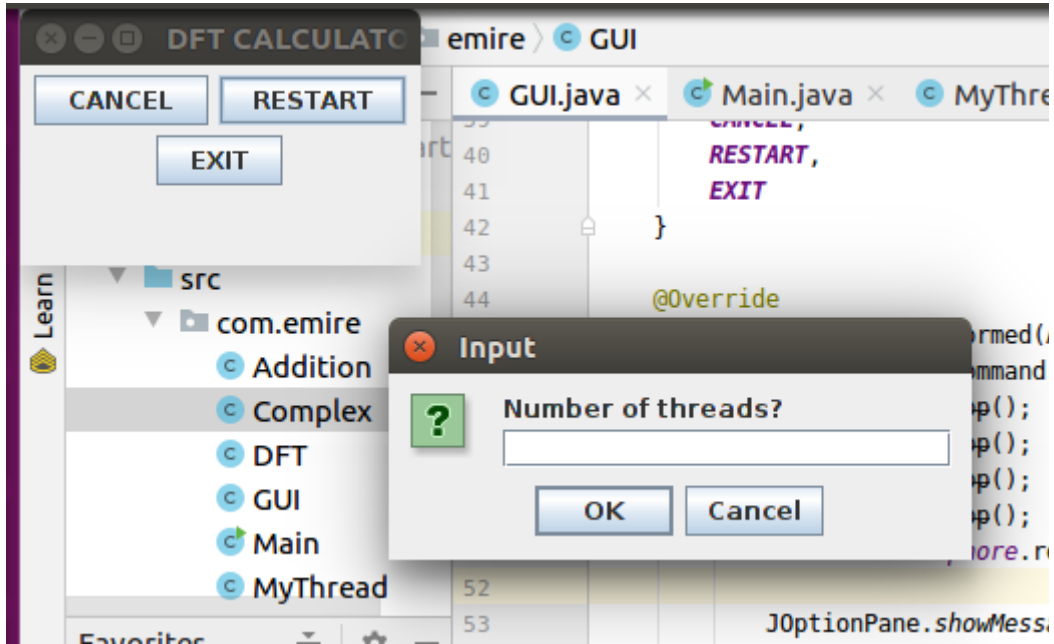 DFT CALCULATO
emire
GUI
CANCEL
RESTART
EXIT
GUI.java
Main.java
MyThre
CANCEL,
40
RESTART,
41
EXIT
42
}
43
44
@Override
Learn
src
com.emire
Addition
Complex
DFT
GUI
Main
MyThread
Favorites
Input
Number of threads?
OK
Cancel
52
53
JOptionPane.showMess